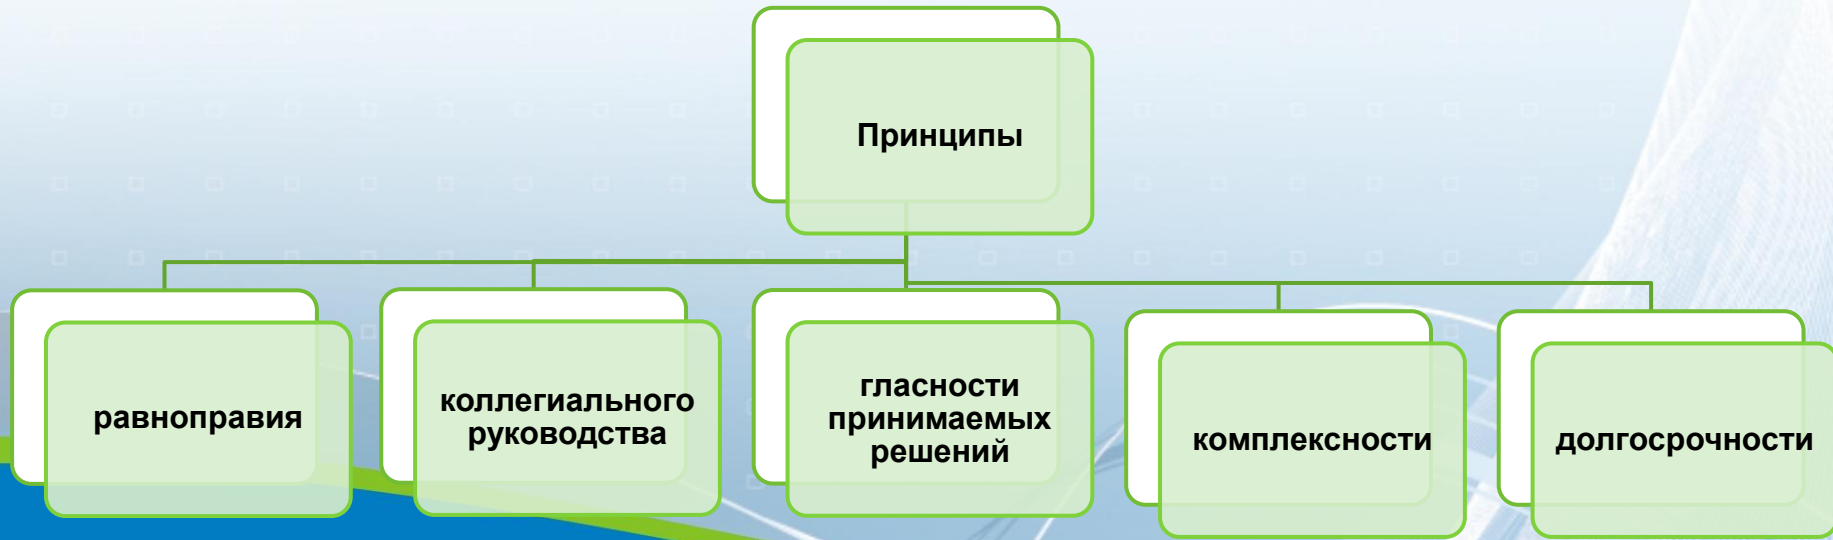 Принципы
равноправия
коллегиального
руководства
гласности
принимаемых
решений
комплексности
долгосрочности